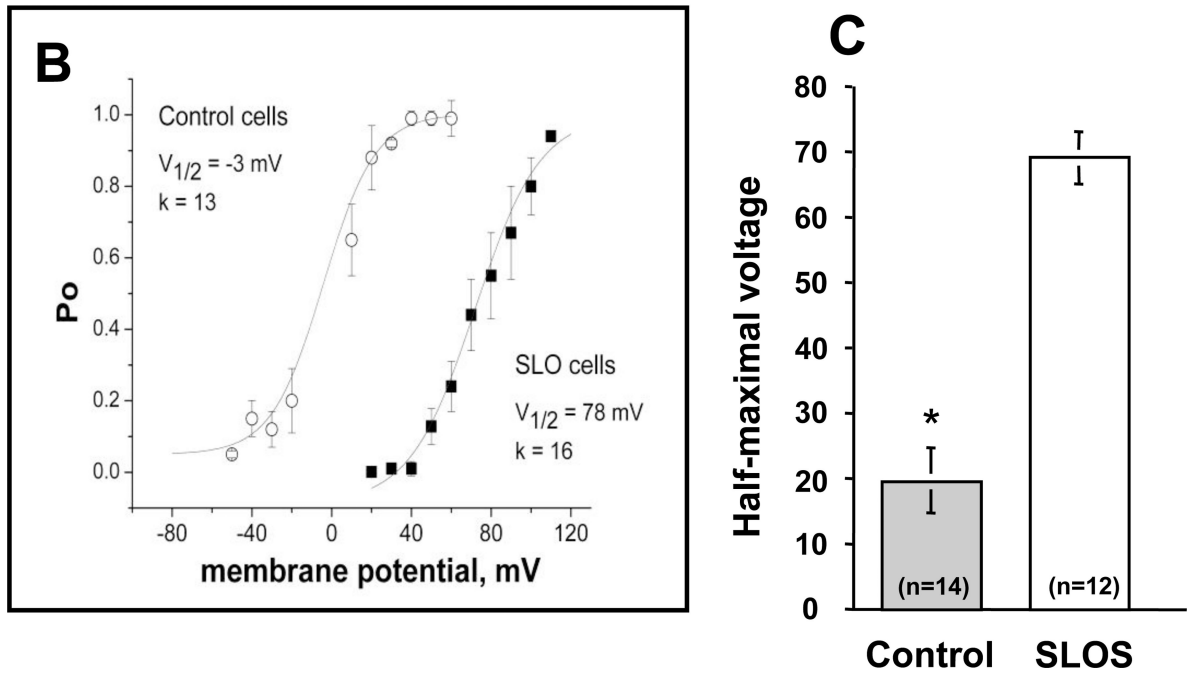 B
Control cells
V1/2 = -3 mV
k = 13
SLO cells
V1/2 = 78 mV
k = 16
Po
1.0
0.8
0.6
0.4
0.2
0.0
-80 -40 0 40 80 120
membrane potential, mV
C
Half-maximal voltage
80
70
60
50
40
30
20
10
0
*
(n=14) (n=12)
Control SLOS